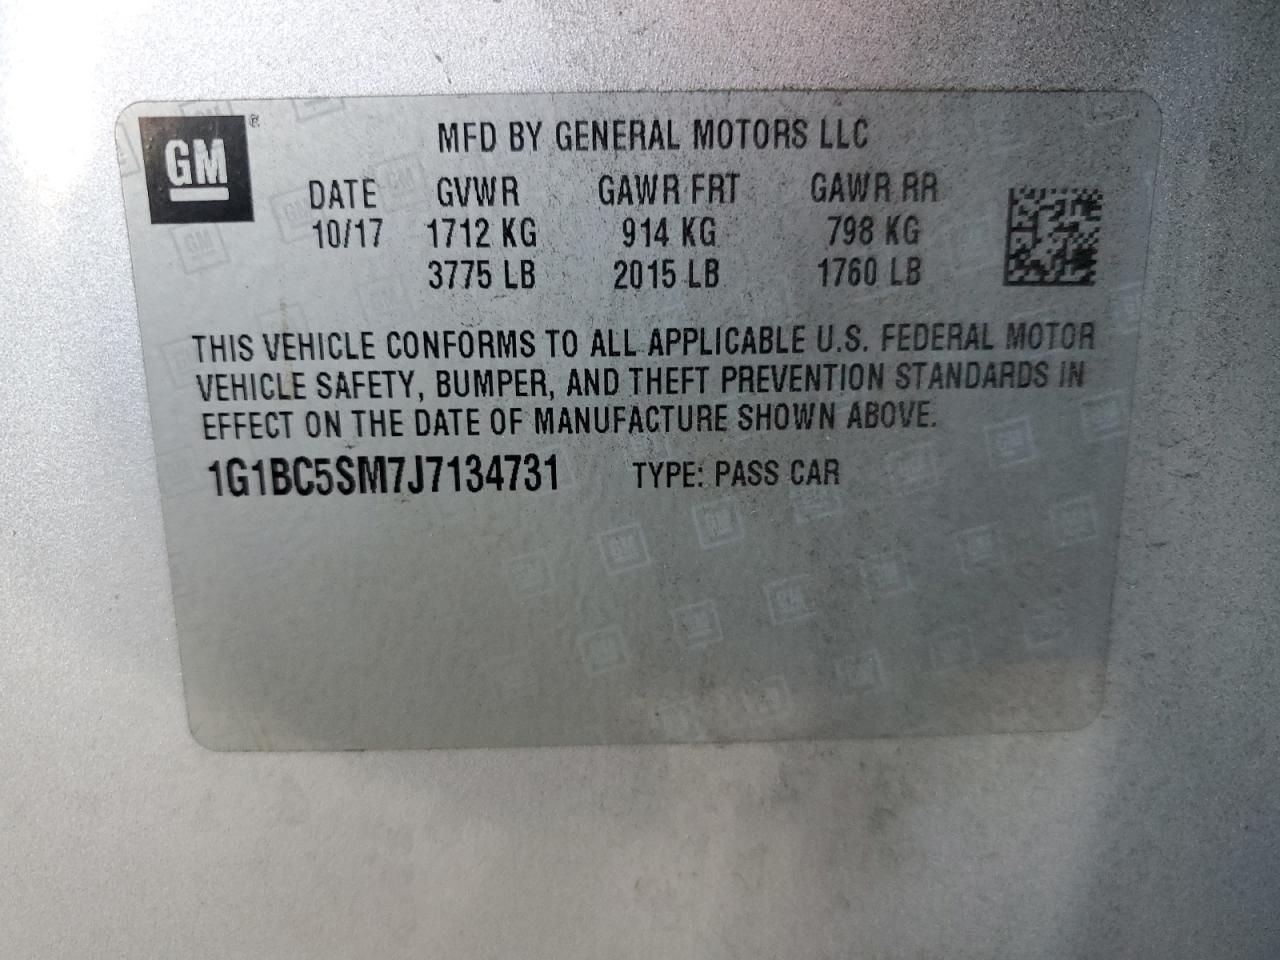 GM®
MFD BY GENERAL MOTORS LLC
DATE GVWR GAWR FRT GAWR RR
10/17 1712 KG 914 KG 798 KG
3775 LB 2015 LB 1760 LB
THIS VEHICLE CONFORMS TO ALL APPLICABLE U.S. FEDERAL MOTOR
VEHICLE SAFETY, BUMPER, AND THEFT PREVENTION STANDARDS IN
EFFECT ON THE DATE OF MANUFACTURE SHOWN ABOVE.
1G1BC5SM7J7134731 TYPE: PASS CAR